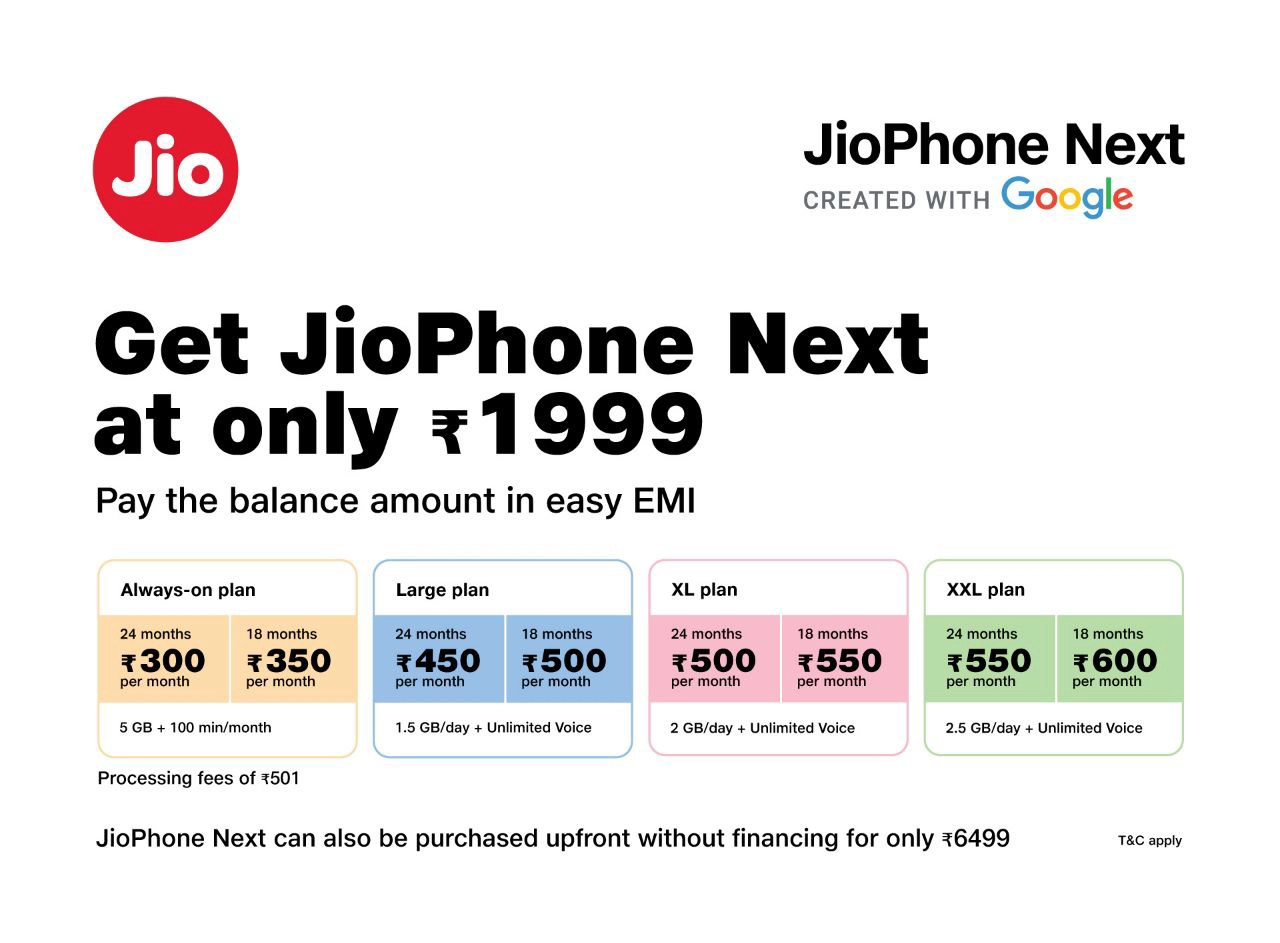 Jio
JioPhone Next
CREATED WITH Google
Get JioPhone Next
at only ₹1999
Pay the balance amount in easy EMI
Always-on plan
24 months
₹300
per month
18 months
₹350
per month
5 GB + 100 min/month
Large plan
24 months
₹450
per month
18 months
₹500
per month
1.5 GB/day + Unlimited Voice
XL plan
24 months
₹500
per month
18 months
₹550
per month
2 GB/day + Unlimited Voice
XXL plan
24 months
₹550
per month
18 months
₹600
per month
2.5 GB/day + Unlimited Voice
Processing fees of ₹501
JioPhone Next can also be purchased upfront without financing for only ₹6499
T&C apply